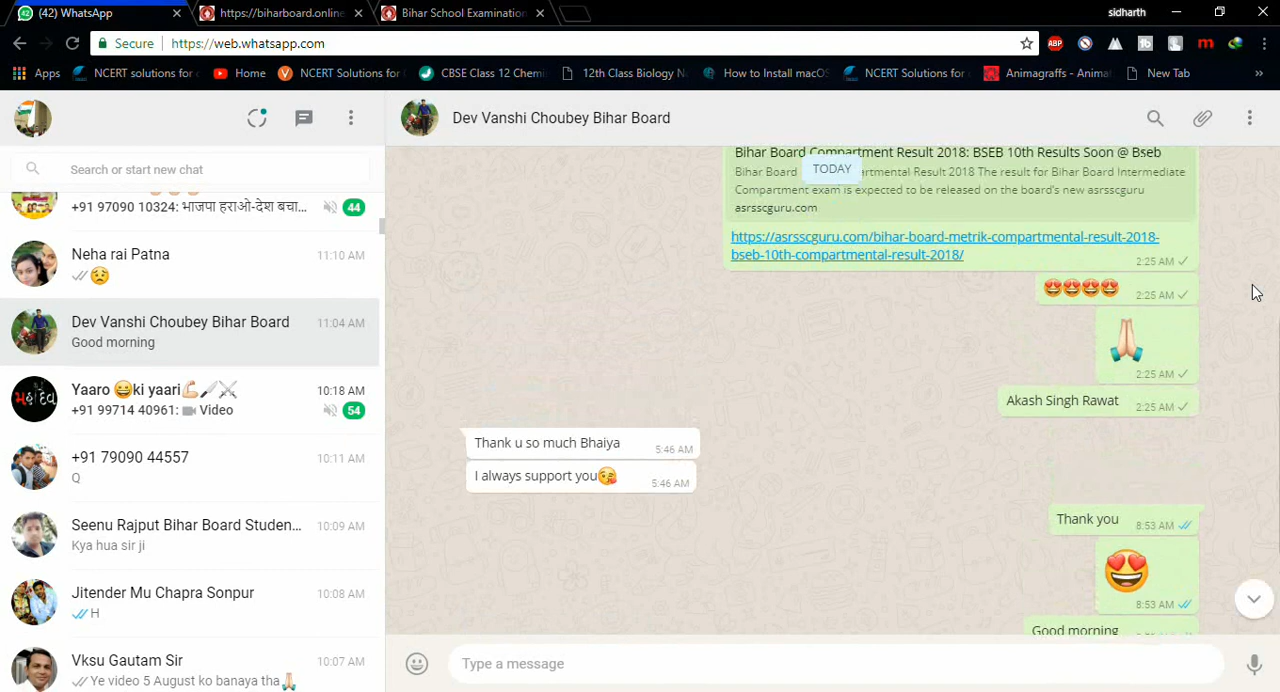 (42) WhatsApp
https://biharboard.online
Bihar School Examination
sidharth
Secure
https://web.whatsapp.com
Apps
NCERT solutions for
Home
NCERT Solutions for
CBSE Class 12 Chemi
12th Class Biology N
How to Install macOS
NCERT Solutions for
Animagraffs - Anima
New Tab
Dev Vanshi Choubey Bihar Board
Search or start new chat
+91 97090 10324: भाजपा हराओ-देश बचा...
44
Neha rai Patna
11:10 AM
Dev Vanshi Choubey Bihar Board
11:04 AM
Good morning
Yaaro 😄ki yaari💪🏻🗡⚔
10:18 AM
+91 99714 40961: Video
54
+91 79090 44557
10:11 AM
Q
Seenu Rajput Bihar Board Studen...
10:09 AM
Kya hua sir ji
Jitender Mu Chapra Sonpur
10:08 AM
H
Vksu Gautam Sir
10:07 AM
Ye video 5 August ko banaya tha🙏🏻
Bihar Board Compartment Result 2018: BSEB 10th Results Soon @ Bseb
TODAY
Bihar Board artmental Result 2018 The result for Bihar Board Intermediate
Compartment exam is expected to be released on the board's new asrsscguru
asrsscguru.com
https://asrsscguru.com/bihar-board-metrik-compartmental-result-2018-
bseb-10th-compartmental-result-2018/
2:25 AM
2:25 AM
2:25 AM
Akash Singh Rawat
2:25 AM
Thank u so much Bhaiya
5:46 AM
I always support you😘
5:46 AM
Thank you
8:53 AM
8:53 AM
Good morning
Type a message